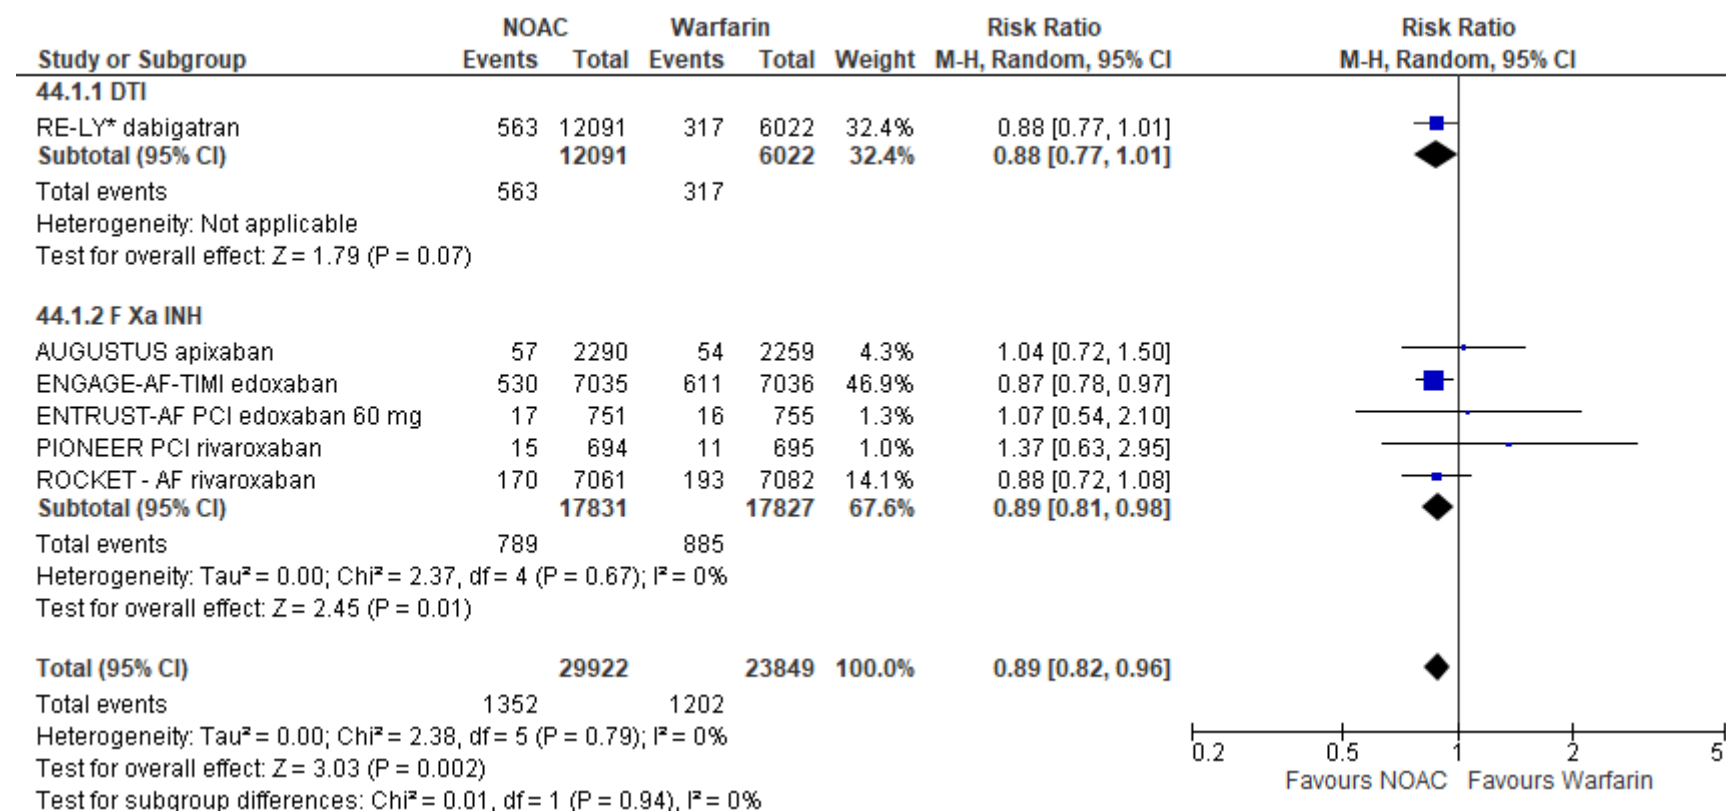 NOAC Warfarin Risk Ratio Risk Ratio
Study or Subgroup Events Total Events Total Weight M-H, Random, 95% CI M-H, Random, 95% CI
44.1.1 DTI
RE-LY* dabigatran 563 12091 317 6022 32.4% 0.88 [0.77, 1.01]
Subtotal (95% CI) 12091 6022 32.4% 0.88 [0.77, 1.01]
Total events 563 317
Heterogeneity: Not applicable
Test for overall effect: Z = 1.79 (P = 0.07)
44.1.2 F Xa INH
AUGUSTUS apixaban 57 2290 54 2259 4.3% 1.04 [0.72, 1.50]
ENGAGE-AF-TIMI edoxaban 530 7035 611 7036 46.9% 0.87 [0.78, 0.97]
ENTRUST-AF PCI edoxaban 60 mg 17 751 16 755 1.3% 1.07 [0.54, 2.10]
PIONEER PCI rivaroxaban 15 694 11 695 1.0% 1.37 [0.63, 2.95]
ROCKET - AF rivaroxaban 170 7061 193 7082 14.1% 0.88 [0.72, 1.08]
Subtotal (95% CI) 17831 17827 67.6% 0.89 [0.81, 0.98]
Total events 789 885
Heterogeneity: Tau² = 0.00; Chi² = 2.37, df = 4 (P = 0.67); I² = 0%
Test for overall effect: Z = 2.45 (P = 0.01)
Total (95% CI) 29922 23849 100.0% 0.89 [0.82, 0.96]
Total events 1352 1202
Heterogeneity: Tau² = 0.00; Chi² = 2.38, df = 5 (P = 0.79); I² = 0%
Test for overall effect: Z = 3.03 (P = 0.002)
Test for subgroup differences: Chi² = 0.01, df = 1 (P = 0.94), I² = 0%
0.2 0.5 1 2 5
Favours NOAC Favours Warfarin